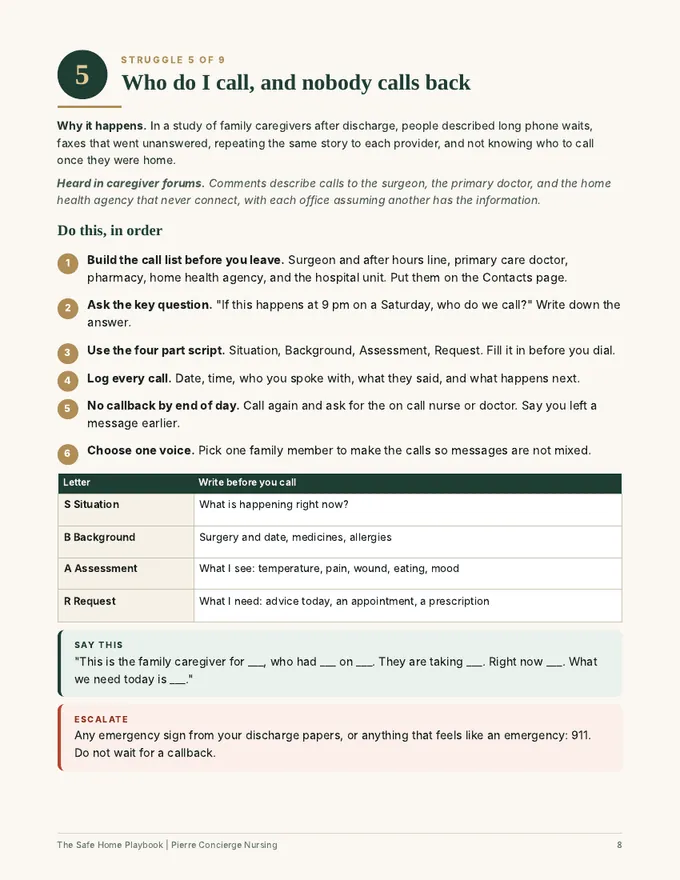 5
STRUGGLE 5 OF 9
Who do I call, and nobody calls back
Why it happens. In a study of family caregivers after discharge, people described long phone waits,
faxes that went unanswered, repeating the same story to each provider, and not knowing who to call
once they were home.
Heard in caregiver forums. Comments describe calls to the surgeon, the primary doctor, and the home
health agency that never connect, with each office assuming another has the information.
Do this, in order
1 Build the call list before you leave. Surgeon and after hours line, primary care doctor,
pharmacy, home health agency, and the hospital unit. Put them on the Contacts page.
2 Ask the key question. "If this happens at 9 pm on a Saturday, who do we call?" Write down the
answer.
3 Use the four part script. Situation, Background, Assessment, Request. Fill it in before you dial.
4 Log every call. Date, time, who you spoke with, what they said, and what happens next.
5 No callback by end of day. Call again and ask for the on call nurse or doctor. Say you left a
message earlier.
6 Choose one voice. Pick one family member to make the calls so messages are not mixed.
Letter Write before you call
S Situation What is happening right now?
B Background Surgery and date, medicines, allergies
A Assessment What I see: temperature, pain, wound, eating, mood
R Request What I need: advice today, an appointment, a prescription
SAY THIS
"This is the family caregiver for ___, who had ___ on ___. They are taking ___. Right now ___. What
we need today is ___."
ESCALATE
Any emergency sign from your discharge papers, or anything that feels like an emergency: 911.
Do not wait for a callback.
The Safe Home Playbook | Pierre Concierge Nursing 8